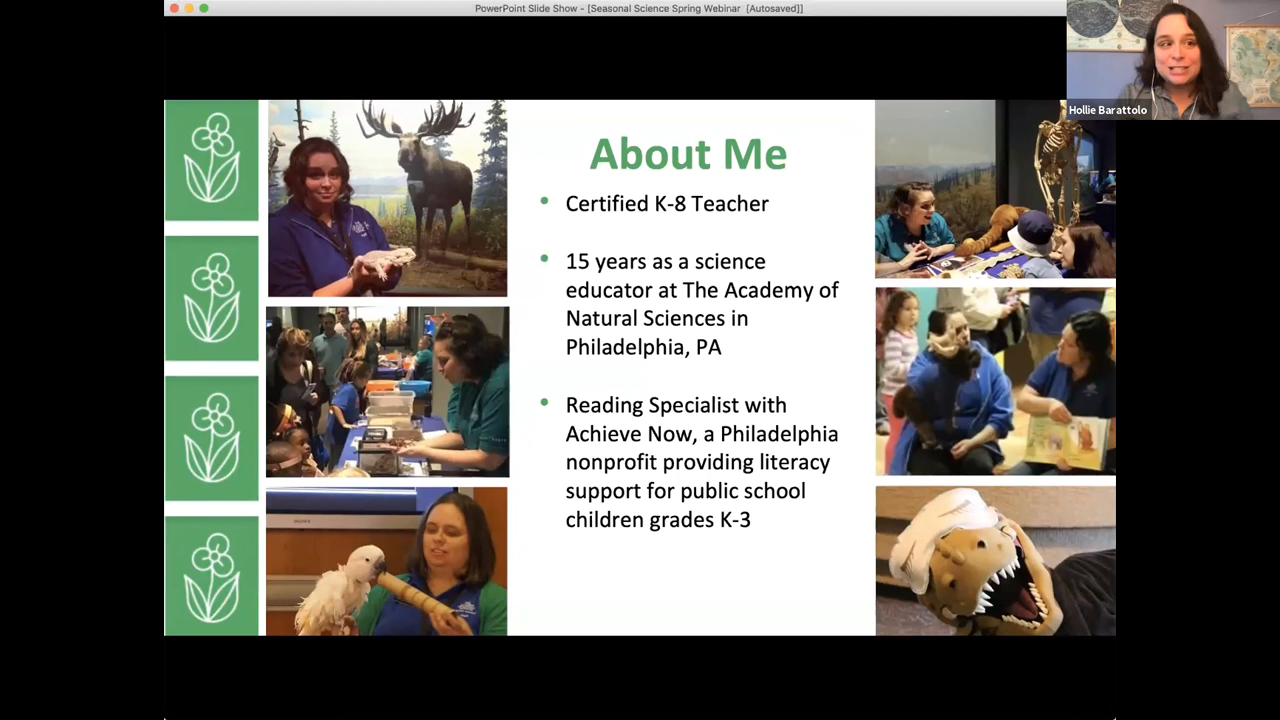 PowerPoint Slide Show - [Seasonal Science Spring Webinar  [Autosaved]]
Hollie Barattolo
About Me
• Certified K-8 Teacher
• 15 years as a science
educator at The Academy of
Natural Sciences in
Philadelphia, PA
• Reading Specialist with
Achieve Now, a Philadelphia
nonprofit providing literacy
support for public school
children grades K-3